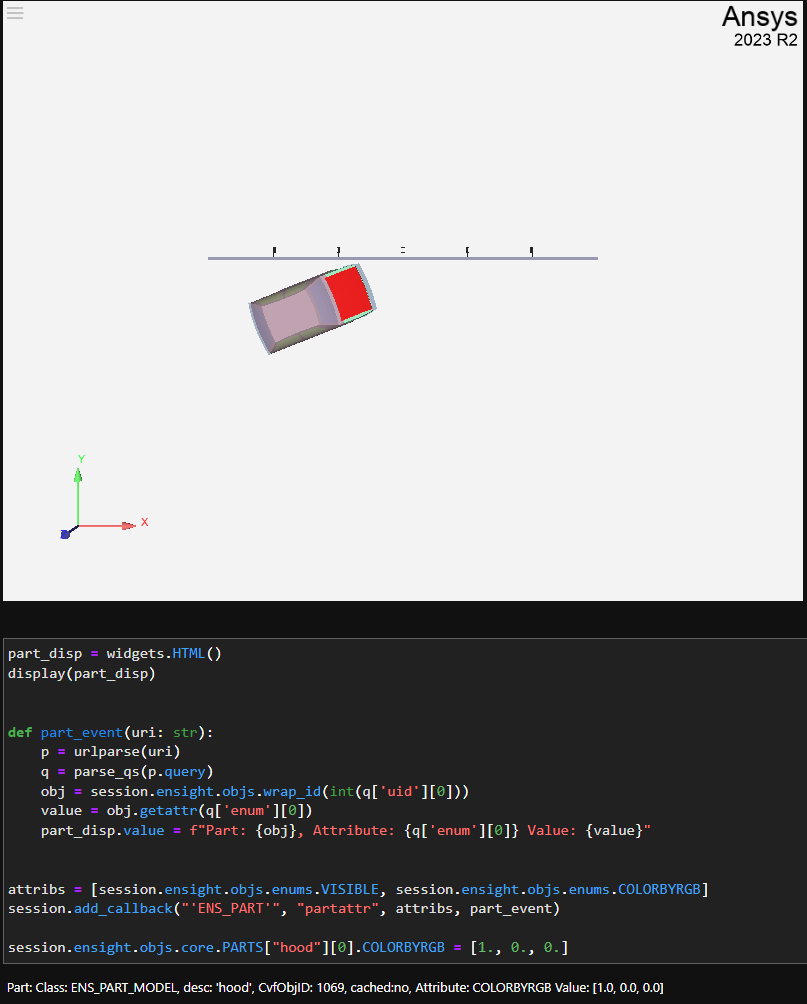 Ansys
2023 R2
Y
X
part_disp = widgets.HTML()
display(part_disp)
def part_event(uri: str):
    p = urlparse(uri)
    q = parse_qs(p.query)
    obj = session.ensight.objs.wrap_id(int(q['uid'][0]))
    value = obj.getattr(q['enum'][0])
    part_disp.value = f"Part: {obj}, Attribute: {q['enum'][0]} Value: {value}"
attribs = [session.ensight.objs.enums.VISIBLE, session.ensight.objs.enums.COLORBYRGB]
session.add_callback("'ENS_PART'", "partattr", attribs, part_event)
session.ensight.objs.core.PARTS["hood"][0].COLORBYRGB = [1., 0., 0.]
Part: Class: ENS_PART_MODEL, desc: 'hood', CvfObjID: 1069, cached:no, Attribute: COLORBYRGB Value: [1.0, 0.0, 0.0]